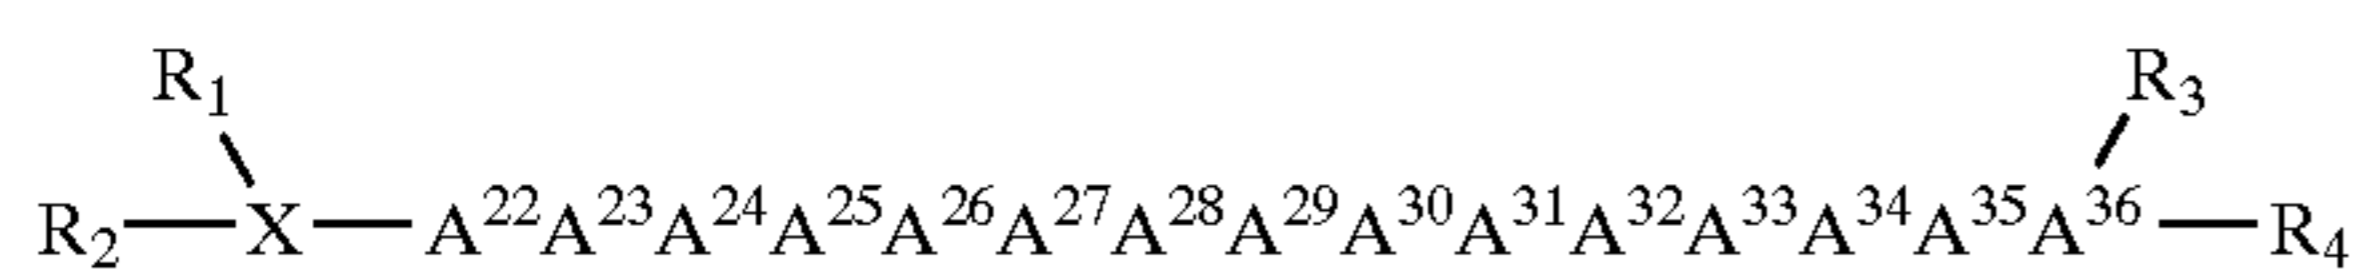 R₁ R₃
R₂—X—A²²A²³A²⁴A²⁵A²⁶A²⁷A²⁸A²⁹A³⁰A³¹A³²A³³A³⁴A³⁵A³⁶—R₄